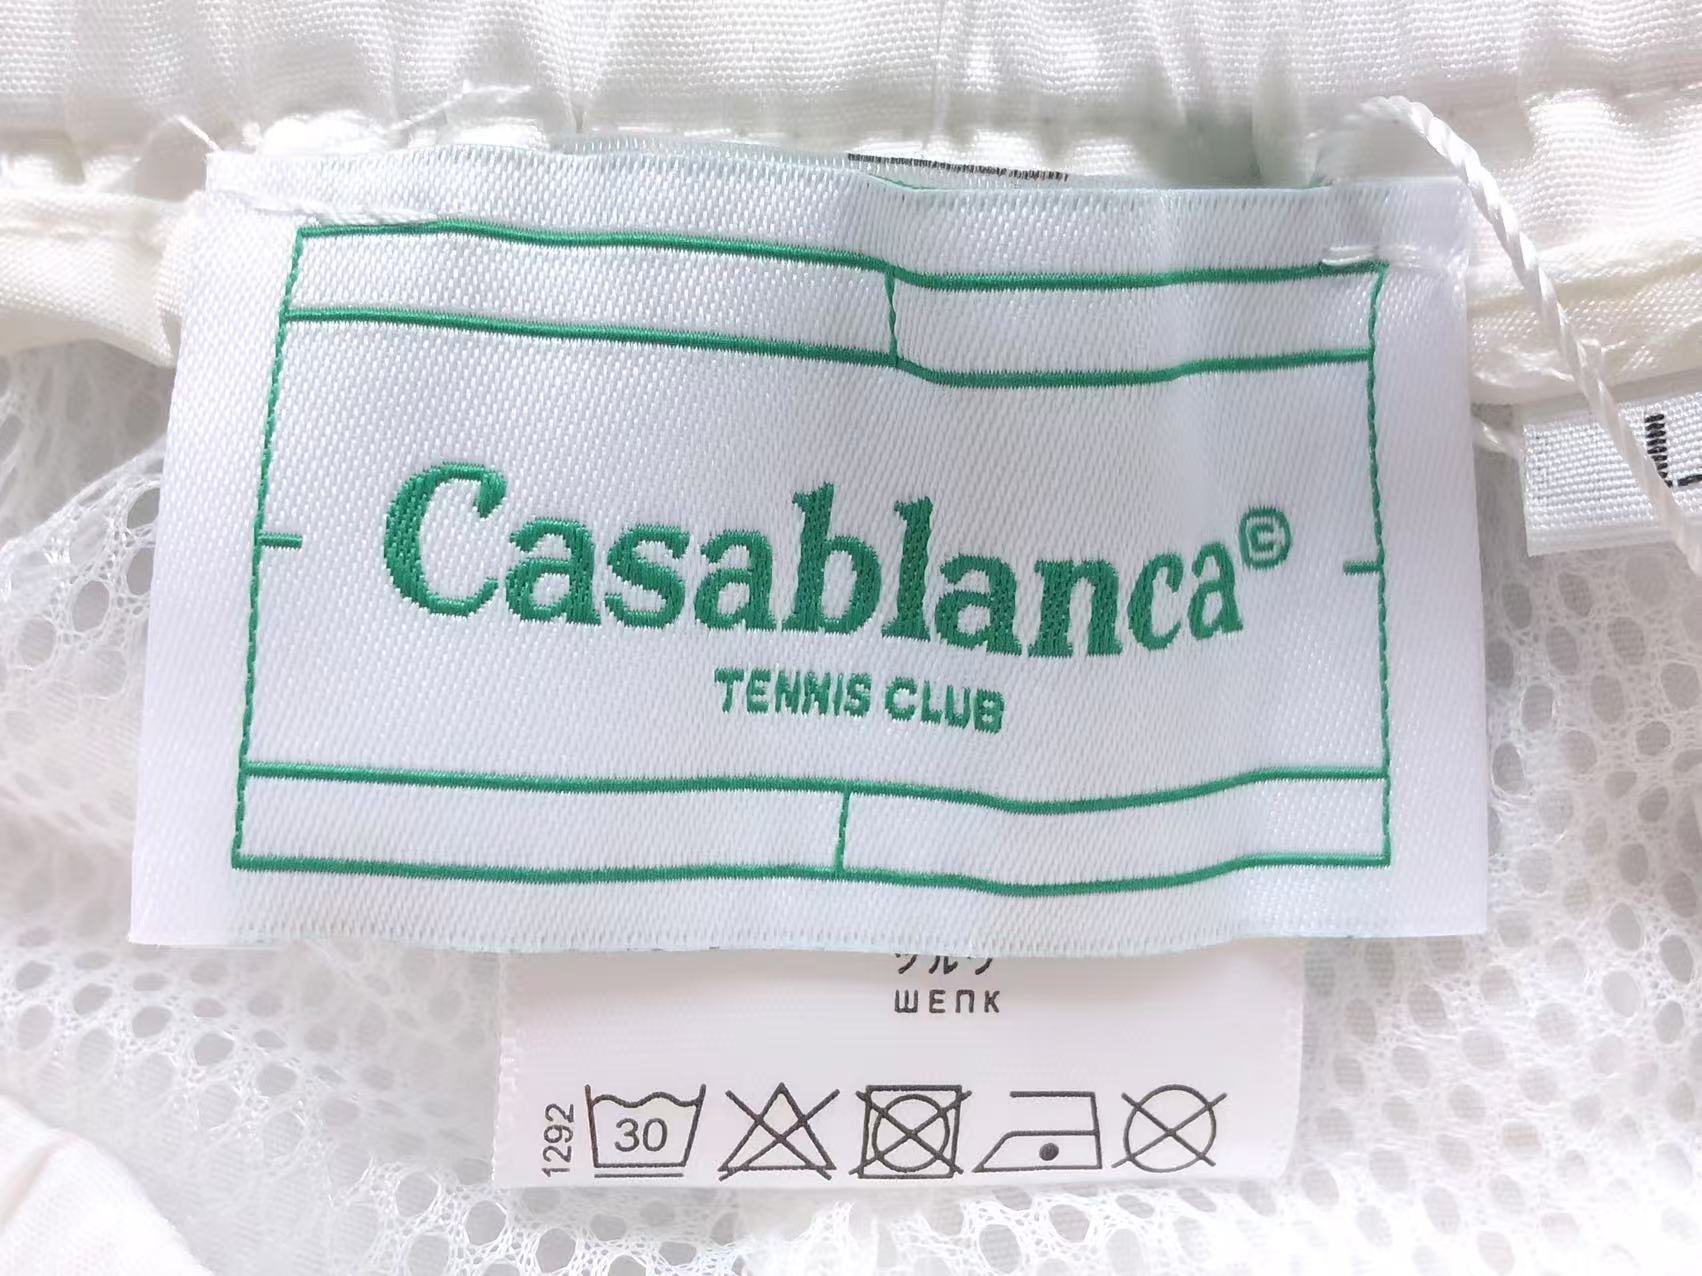 Casablanca©
TENNIS CLUB
L
ШЕПК
1292
30